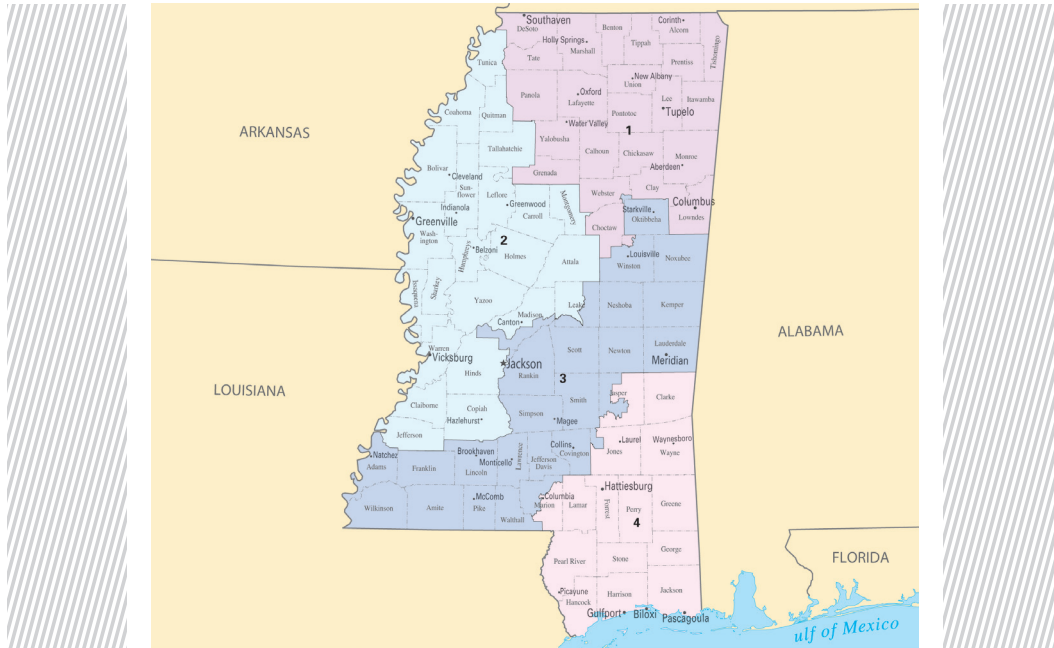 Southaven
DeSoto
Benton
Corinth
Alcorn
Tippah
Holly Springs
Marshall
Tishomingo
Tunica
Tate
Prentiss
New Albany
Union
Panola
Oxford
Lafayette
Lee
Itawamba
Pontotoc
Tupelo
Coahoma
Quitman
Water Valley
1
ARKANSAS
Yalobusha
Tallahatchie
Calhoun
Chickasaw
Monroe
Aberdeen
Bolivar
Cleveland
Grenada
Clay
Sun-
flower
Leflore
Montgomery
Webster
Columbus
Greenwood
Carroll
Indianola
Starkville
Oktibbeha
Lowndes
Greenville
Choctaw
Wash-
ington
2
Humphreys
Belzoni
Holmes
Attala
Louisville
Winston
Noxubee
Issaquena
Sharkey
Yazoo
Leake
Neshoba
Kemper
Madison
Canton
ALABAMA
Warren
Vicksburg
Scott
Newton
Lauderdale
Meridian
Jackson
Rankin
Hinds
3
LOUISIANA
Jasper
Clarke
Smith
Claiborne
Copiah
Hazlehurst
Simpson
Magee
Jefferson
Laurel
Jones
Waynesboro
Wayne
Natchez
Adams
Franklin
Brookhaven
Lincoln
Monticello
Lawrence
Jefferson
Davis
Collins
Covington
Hattiesburg
Wilkinson
Amite
McComb
Pike
Walthall
Columbia
Marion
Lamar
Forrest
Perry
Greene
4
Pearl River
Stone
George
FLORIDA
Picayune
Hancock
Harrison
Jackson
Gulfport
Biloxi
Pascagoula
ulf of Mexico